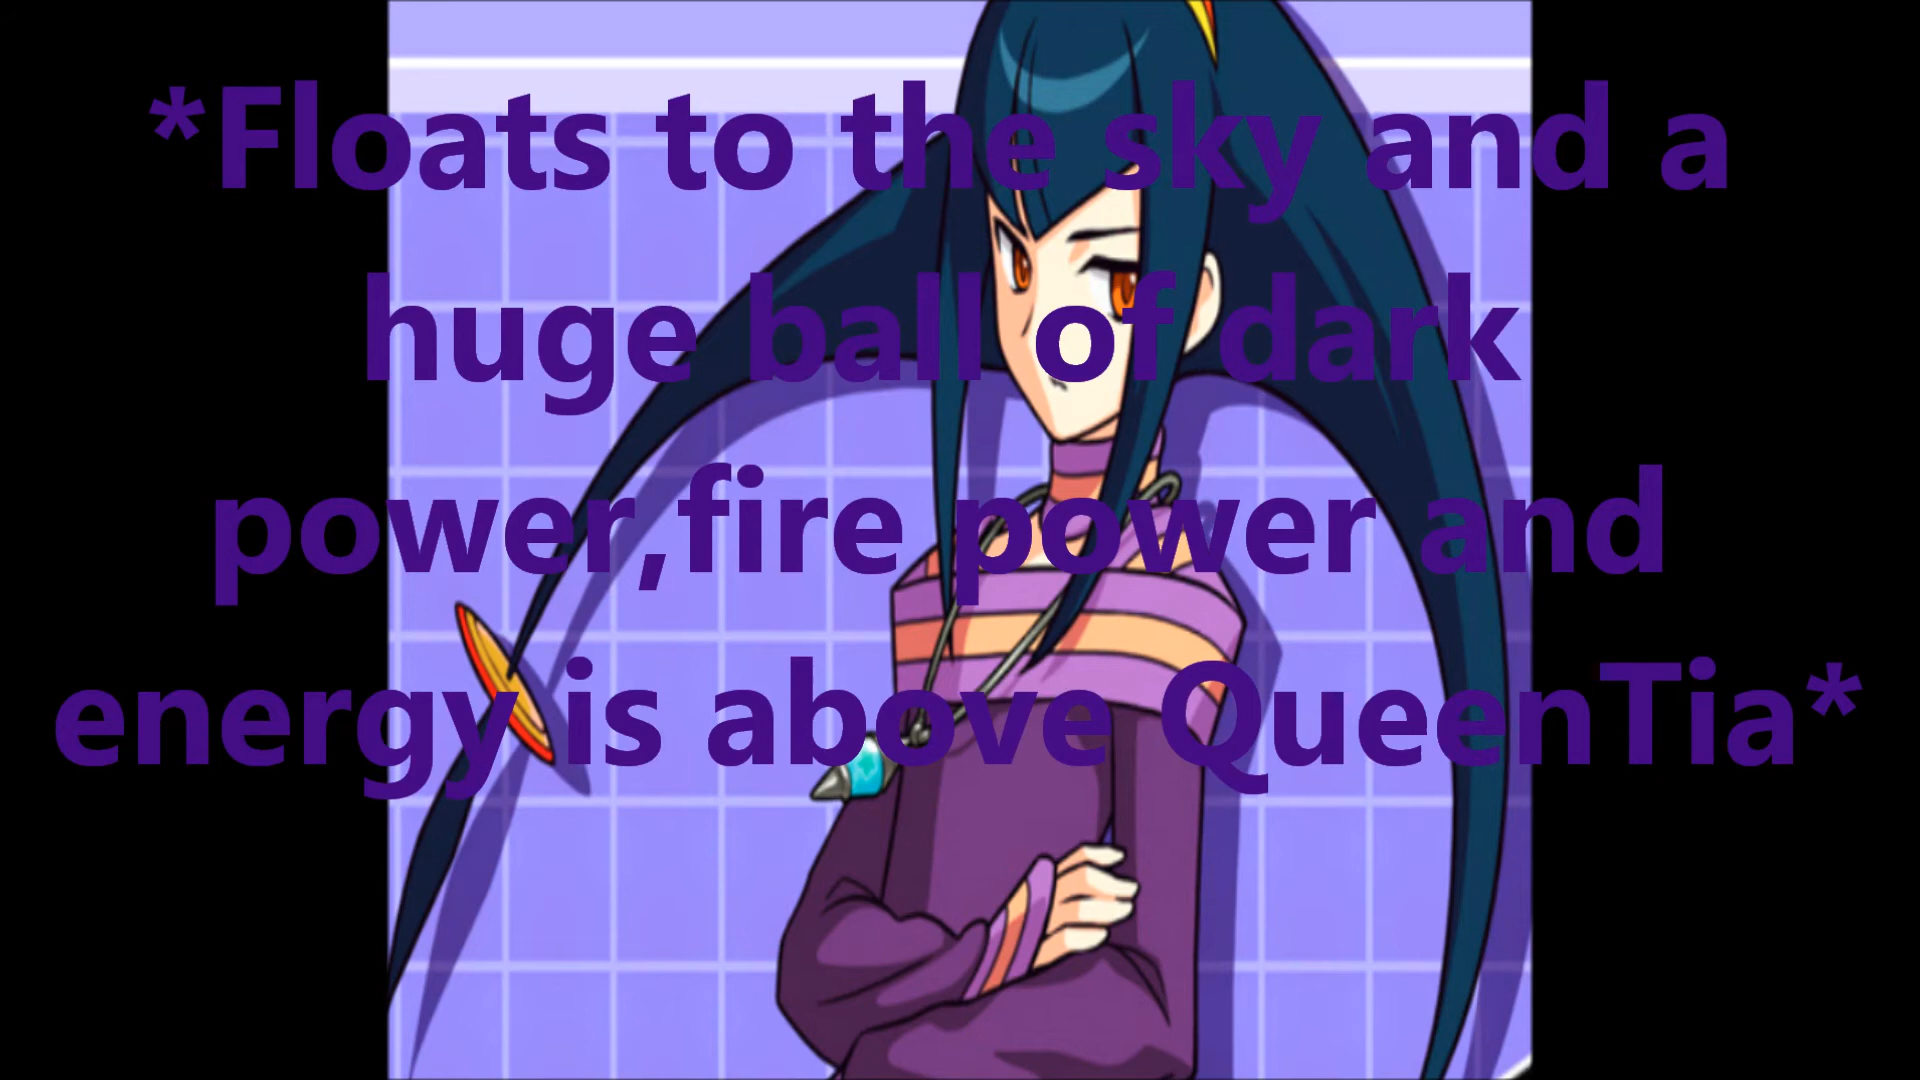 *Floats to the sky and a
huge ball of dark
power,fire power and
energy is above QueenTia*